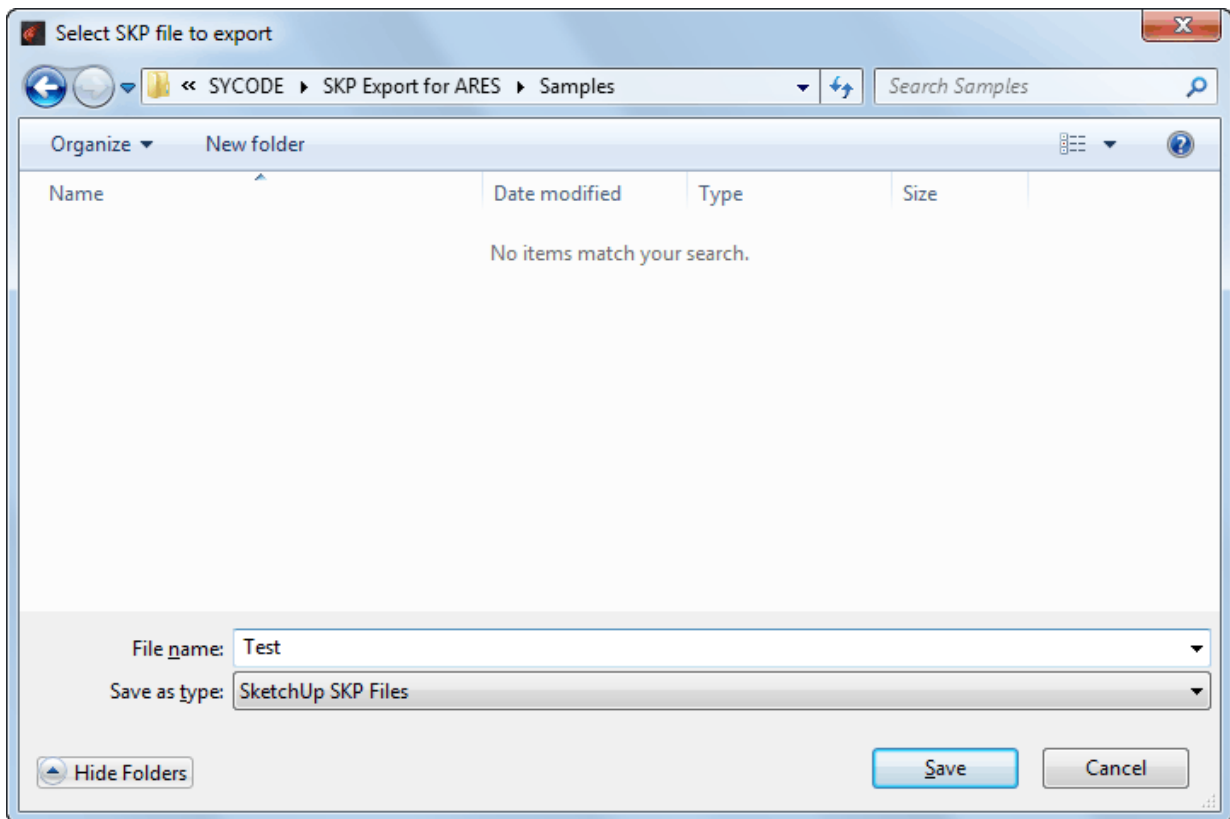 Select SKP file to export
« SYCODE SKP Export for ARES Samples Search Samples
Organize New folder
Name Date modified Type Size
No items match your search.
File name: Test
Save as type: SketchUp SKP Files
Hide Folders Save Cancel